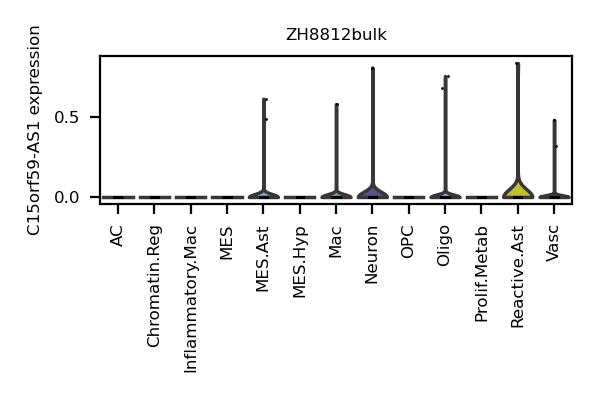 ZH8812bulk
C15orf59-AS1 expression
0.5
0.0
AC
Chromatin.Reg
Inflammatory.Mac
MES
MES.Ast
MES.Hyp
Mac
Neuron
OPC
Oligo
Prolif.Metab
Reactive.Ast
Vasc